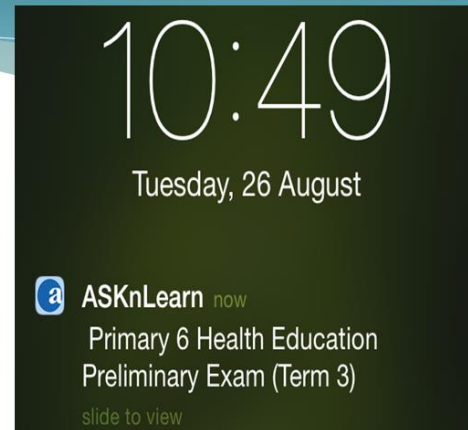 10:49
Tuesday, 26 August
a ASKnLearn now
Primary 6 Health Education
Preliminary Exam (Term 3)
slide to view